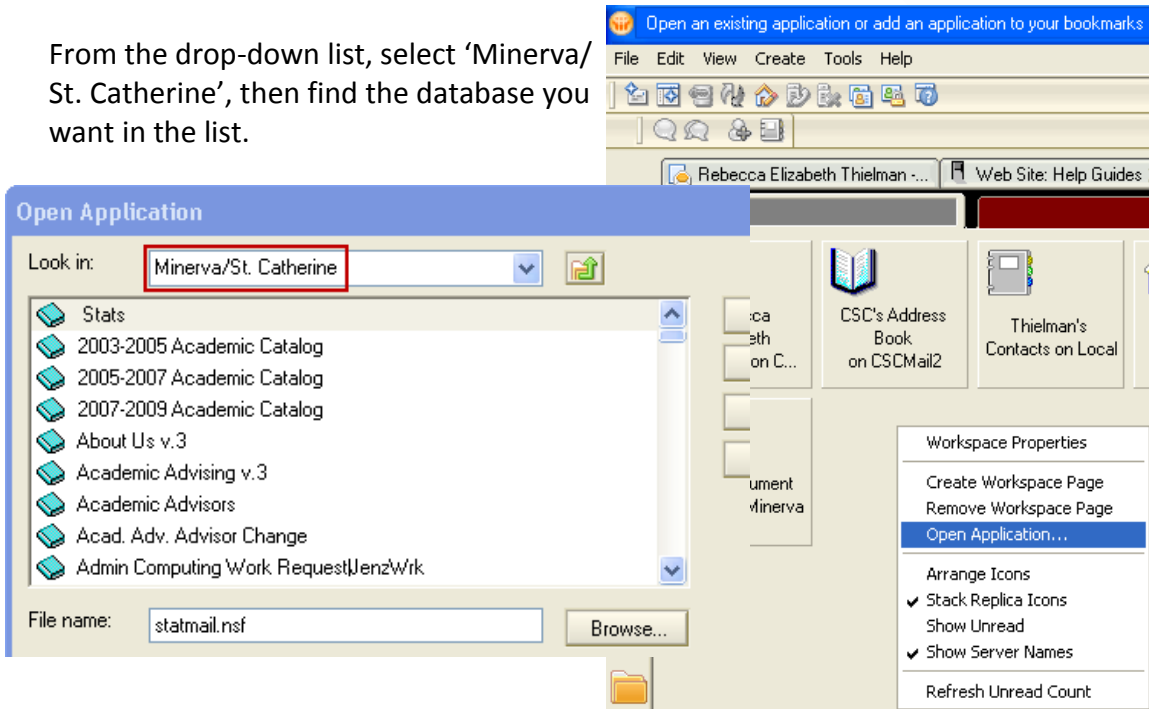 From the drop-down list, select ‘Minerva/
St. Catherine’, then find the database you
want in the list.
Open an existing application or add an application to your bookmarks
File Edit View Create Tools Help
Rebecca Elizabeth Thielman -... Web Site: Help Guides
Open Application
Look in: Minerva/St. Catherine
Stats
2003-2005 Academic Catalog
2005-2007 Academic Catalog
2007-2009 Academic Catalog
About Us v.3
Academic Advising v.3
Academic Advisors
Acad. Adv. Advisor Change
Admin Computing Work Request|JenzWrk
File name: statmail.nsf Browse...
on C...
CSC's Address
Book
on CSCMail2
Thielman's
Contacts on Local
Minerva
Workspace Properties
Create Workspace Page
Remove Workspace Page
Open Application...
Arrange Icons
Stack Replica Icons
Show Unread
Show Server Names
Refresh Unread Count